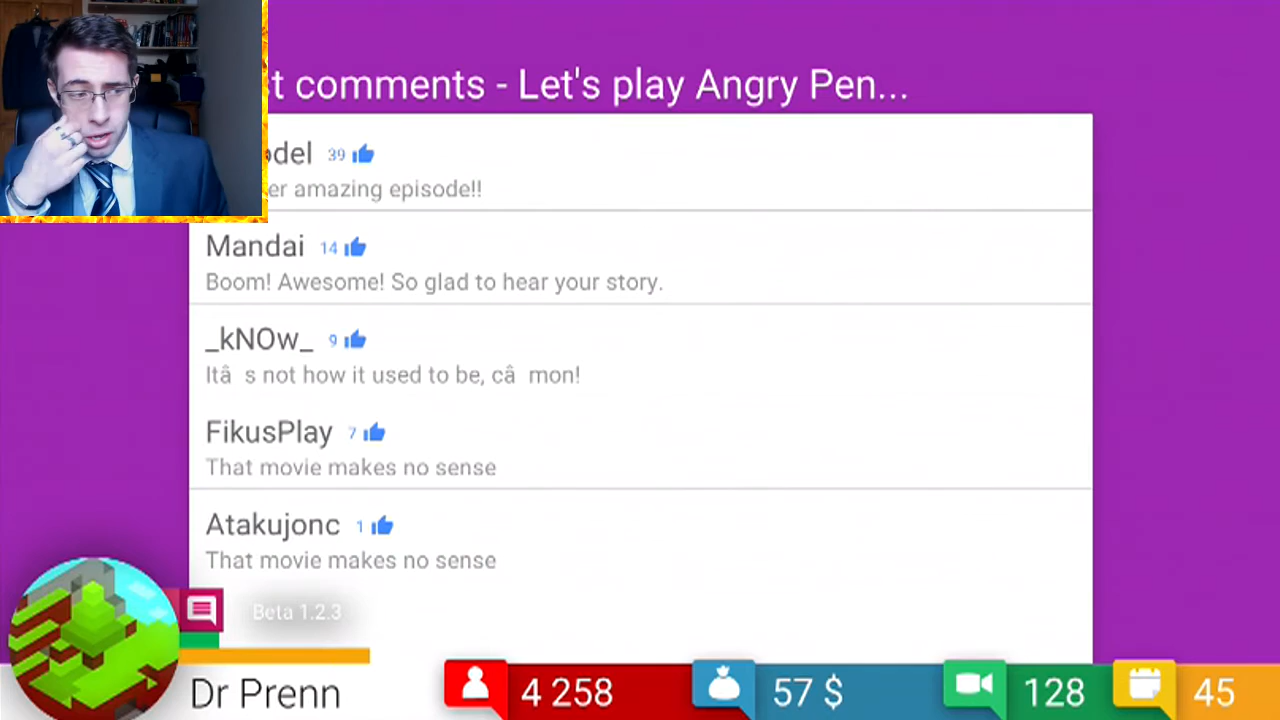 t comments - Let's play Angry Pen...
odel 39
er amazing episode!!
Mandai 14
Boom! Awesome! So glad to hear your story.
_kNOw_ 9
Itâ s not how it used to be, câ mon!
FikusPlay 7
That movie makes no sense
Atakujonc 1
That movie makes no sense
Beta 1.2.3
Dr Prenn
4 258
57 $
128
45